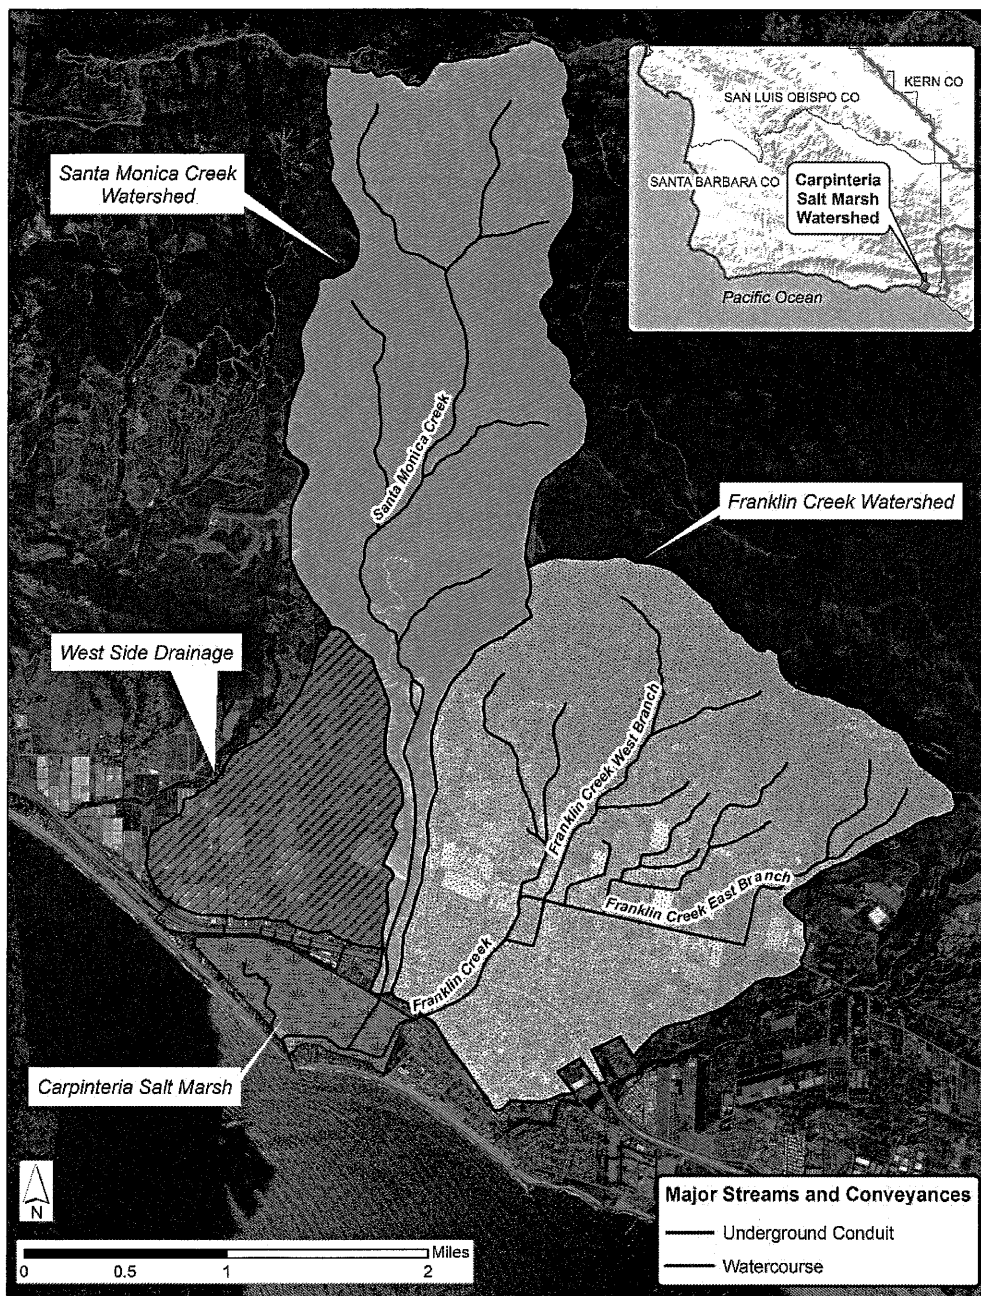 Santa Monica Creek
Watershed
KERN CO
SAN LUIS OBISPO CO
SANTA BARBARA CO
Carpinteria
Salt Marsh
Watershed
Pacific Ocean
Santa Monica Creek
Franklin Creek Watershed
West Side Drainage
Franklin Creek West Branch
Franklin Creek East Branch
Franklin Creek
Carpinteria Salt Marsh
N
Miles
0 0.5 1 2
Major Streams and Conveyances
Underground Conduit
Watercourse